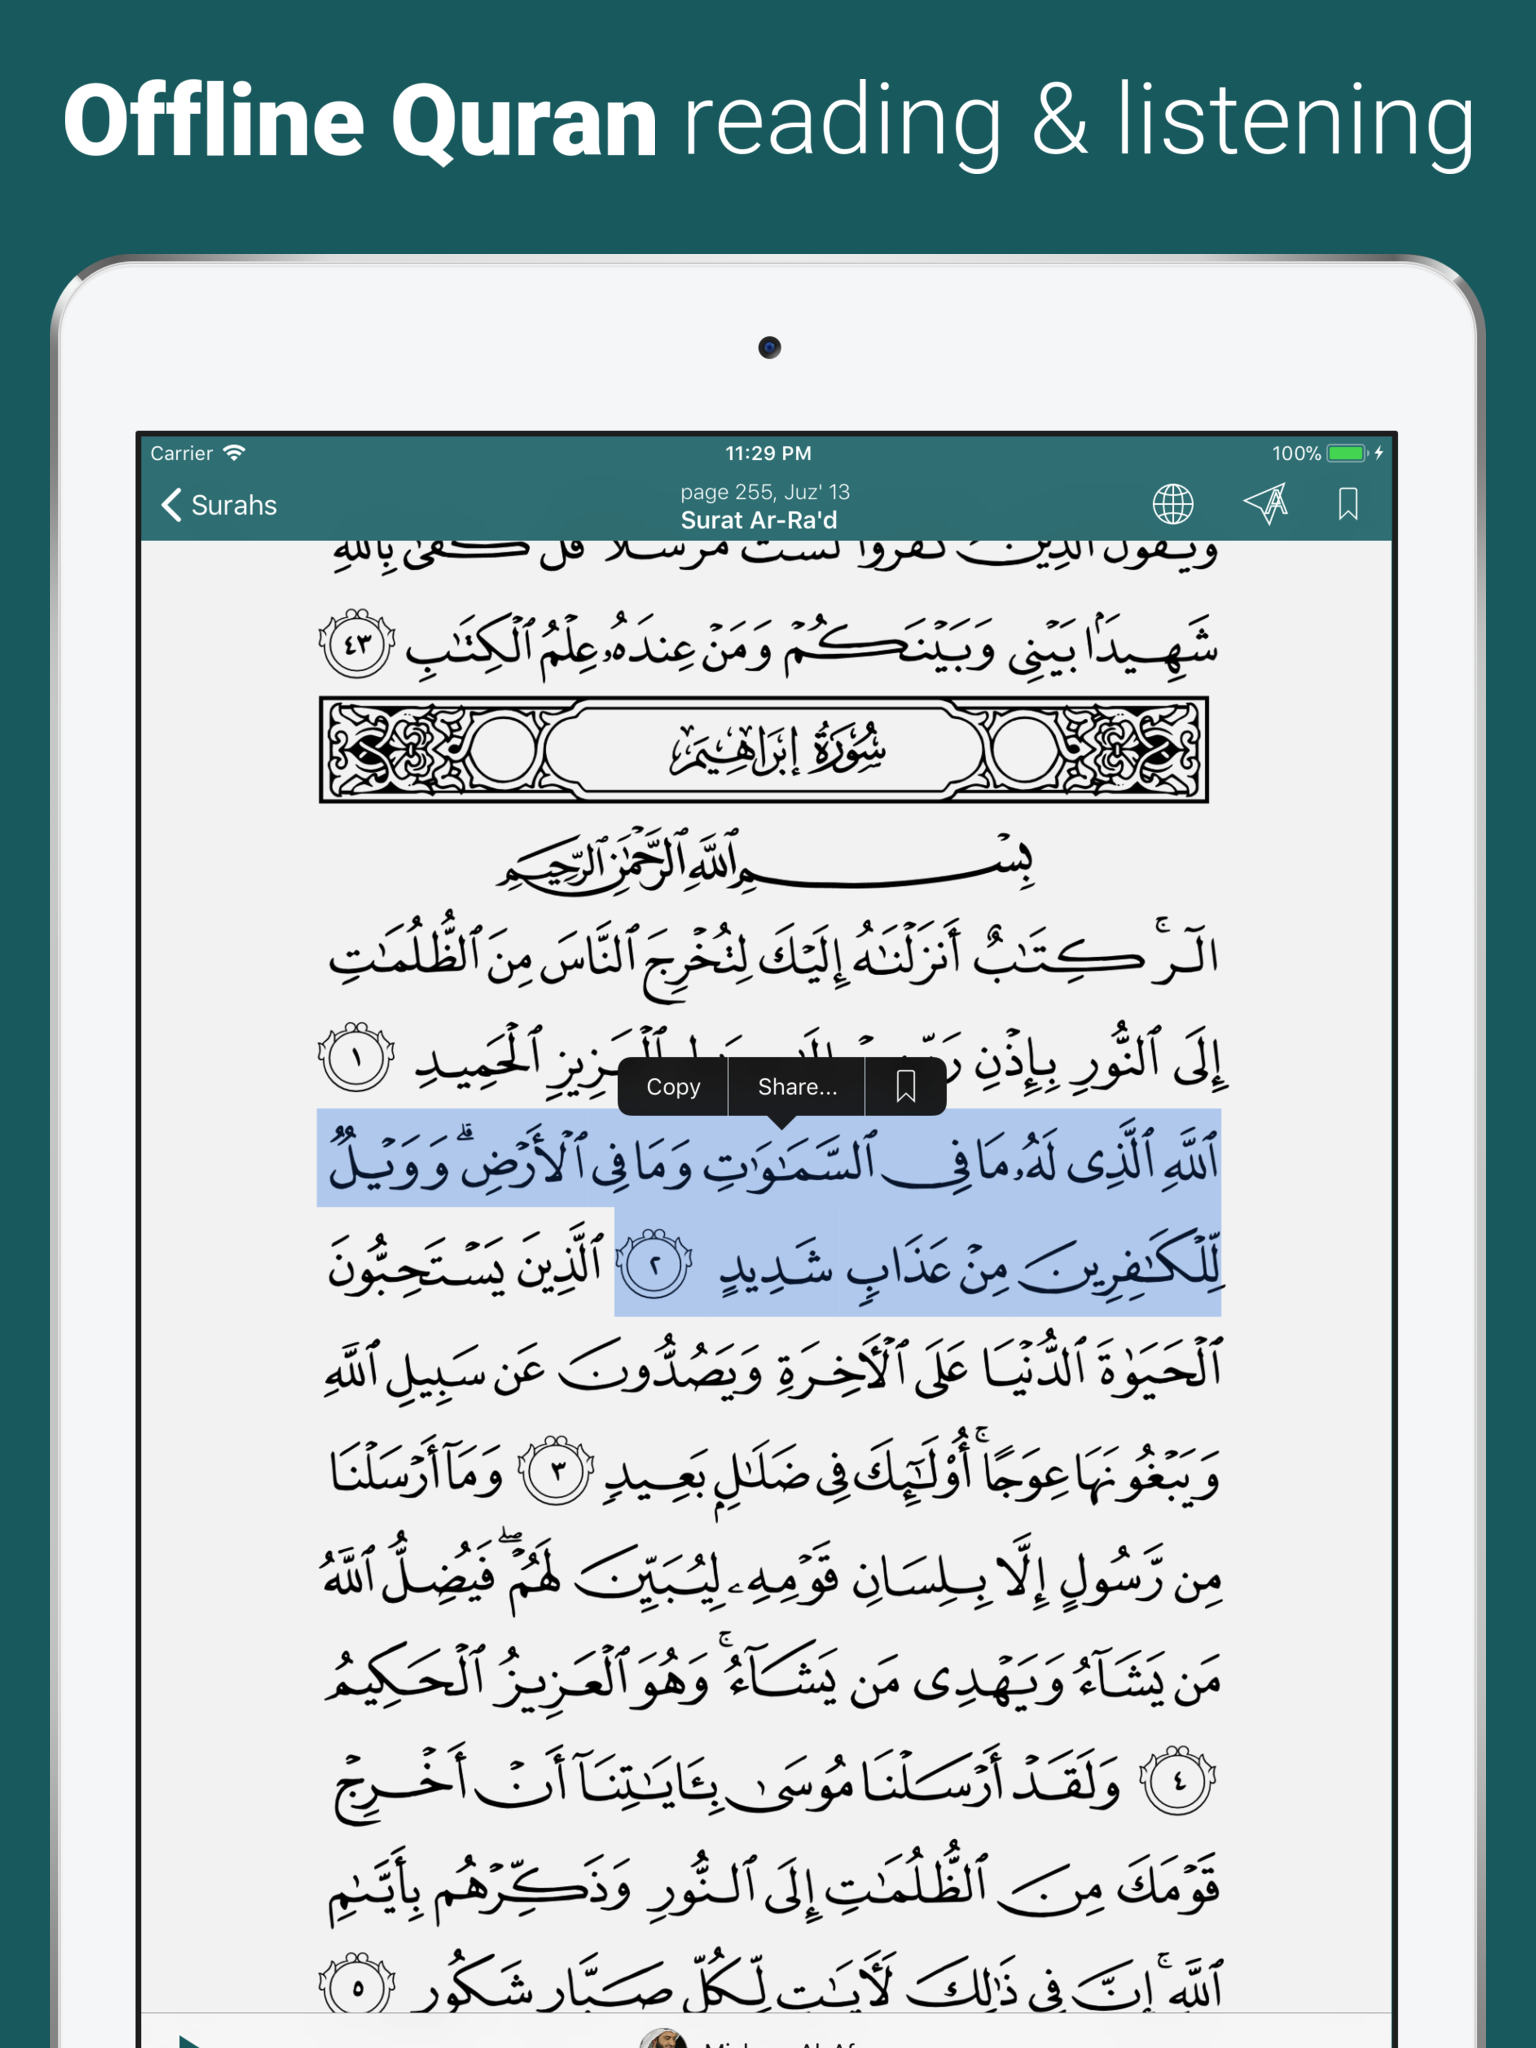 Offline Quran reading & listening
Carrier 11:29 PM 100%
Surahs
page 255, Juz' 13
Surat Ar-Ra'd
وَيَقُولُ ٱلَّذِينَ كَفَرُوا۟ لَسْتَ مُرْسَلًا قُلْ كَفَىٰ بِٱللَّهِ
شَهِيدًۢا بَيْنِى وَبَيْنَكُمْ وَمَنْ عِندَهُۥ عِلْمُ ٱلْكِتَٰبِ ٤٣
سُورَةُ إِبْرَاهِيمَ
بِسْمِ ٱللَّهِ ٱلرَّحْمَٰنِ ٱلرَّحِيمِ
الٓر ۚ كِتَٰبٌ أَنزَلْنَٰهُ إِلَيْكَ لِتُخْرِجَ ٱلنَّاسَ مِنَ ٱلظُّلُمَٰتِ
إِلَى ٱلنُّورِ بِإِذْنِ ٱلْعَزِيزِ ٱلْحَمِيدِ ١
Copy Share...
ٱللَّهِ ٱلَّذِى لَهُۥ مَا فِى ٱلسَّمَٰوَٰتِ وَمَا فِى ٱلْأَرْضِ ۗ وَوَيْلٌ
لِّلْكَٰفِرِينَ مِنْ عَذَابٍ شَدِيدٍ ٢ ٱلَّذِينَ يَسْتَحِبُّونَ
ٱلْحَيَوٰةَ ٱلدُّنْيَا عَلَى ٱلْأَخِرَةِ وَيَصُدُّونَ عَن سَبِيلِ ٱللَّهِ
وَيَبْغُونَهَا عِوَجًا ۚ أُو۟لَٰٓئِكَ فِى ضَلَٰلٍۭ بَعِيدٍ ٣ وَمَآ أَرْسَلْنَا
مِن رَّسُولٍ إِلَّا بِلِسَانِ قَوْمِهِۦ لِيُبَيِّنَ لَهُمْ ۖ فَيُضِلُّ ٱللَّهُ
مَن يَشَآءُ وَيَهْدِى مَن يَشَآءُ ۚ وَهُوَ ٱلْعَزِيزُ ٱلْحَكِيمُ
٤ وَلَقَدْ أَرْسَلْنَا مُوسَىٰ بِـَٔايَٰتِنَآ أَنْ أَخْرِجْ
قَوْمَكَ مِنَ ٱلظُّلُمَٰتِ إِلَى ٱلنُّورِ وَذَكِّرْهُم بِأَيَّىٰمِ
ٱللَّهِ ۚ إِنَّ فِى ذَٰلِكَ لَأَيَٰتٍ لِّكُلِّ صَبَّارٍ شَكُورٍ ٥